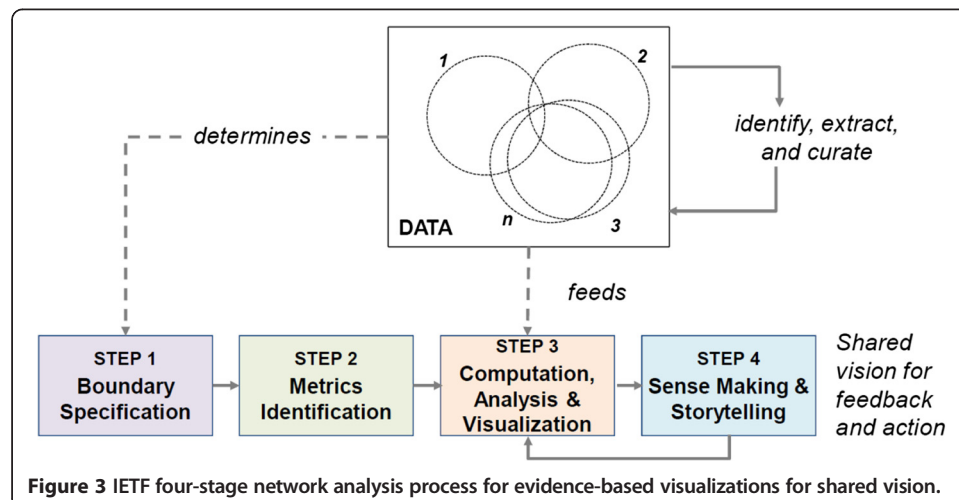 1
2
determines
identify, extract,
and curate
n
3
DATA
feeds
STEP 1
Boundary
Specification
STEP 2
Metrics
Identification
STEP 3
Computation,
Analysis &
Visualization
STEP 4
Sense Making &
Storytelling
Shared
vision for
feedback
and action
Figure 3 IETF four-stage network analysis process for evidence-based visualizations for shared vision.